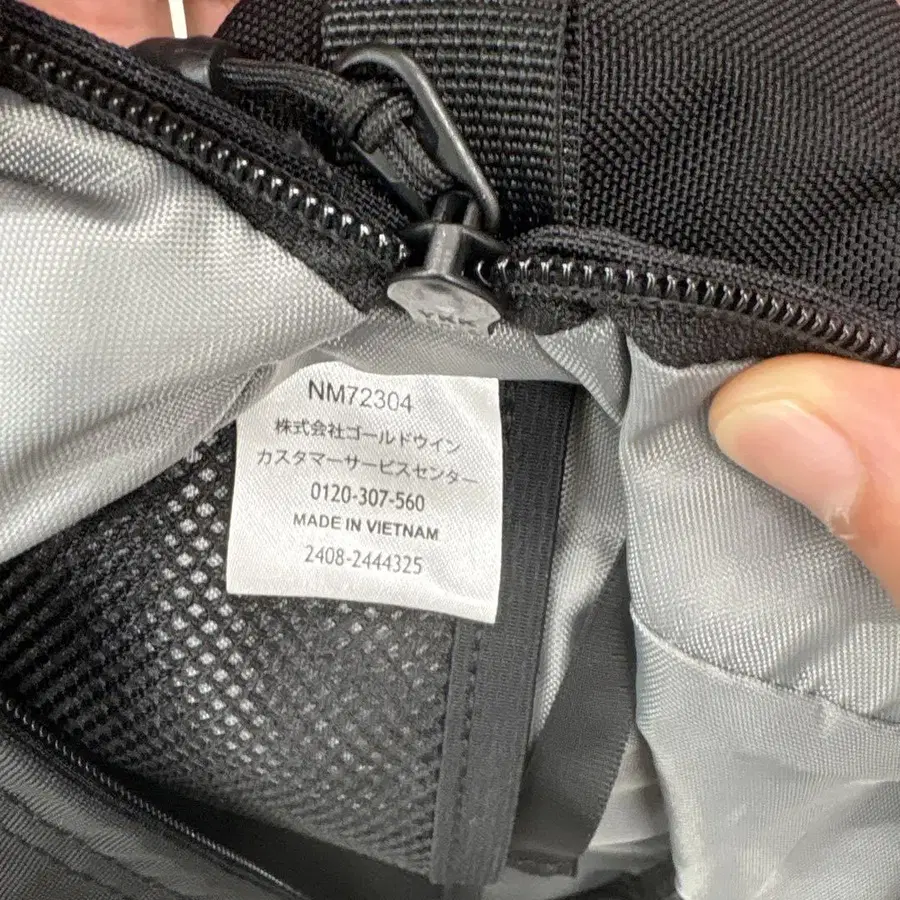 YKK
NM72304
株式会社ゴールドウイン
カスタマーサービスセンター
0120-307-560
MADE IN VIETNAM
2408-2444325